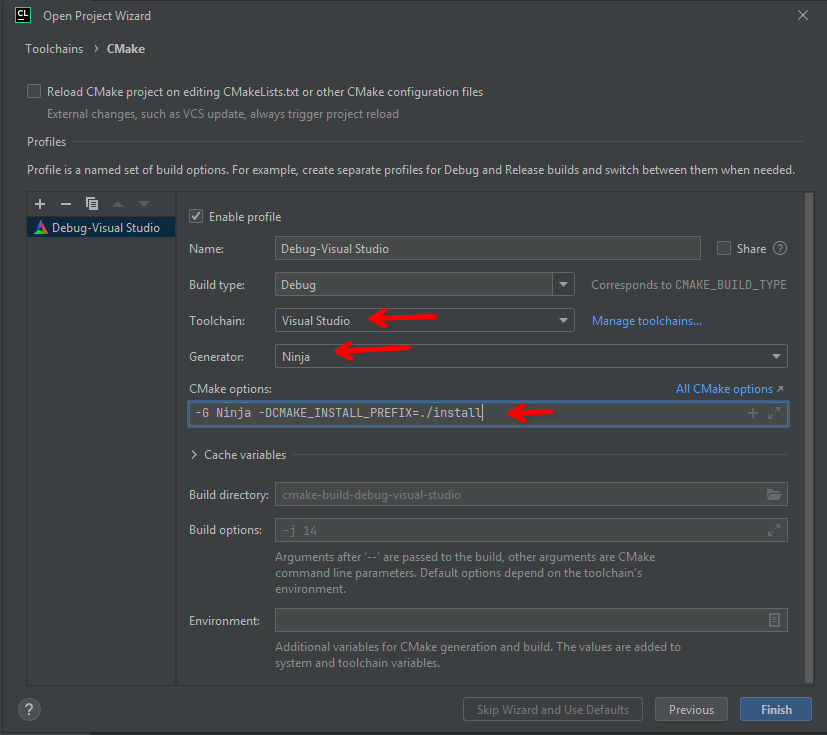 CL
Open Project Wizard
Toolchains › CMake
Reload CMake project on editing CMakeLists.txt or other CMake configuration files
External changes, such as VCS update, always trigger project reload
Profiles
Profile is a named set of build options. For example, create separate profiles for Debug and Release builds and switch between them when needed.
Debug-Visual Studio
Enable profile
Name: Debug-Visual Studio Share ?
Build type: Debug Corresponds to CMAKE_BUILD_TYPE
Toolchain: Visual Studio Manage toolchains...
Generator: Ninja
CMake options: All CMake options ↗
-G Ninja -DCMAKE_INSTALL_PREFIX=./install
Cache variables
Build directory: cmake-build-debug-visual-studio
Build options: -j 14
Arguments after '--' are passed to the build, other arguments are CMake
command line parameters. Default options depend on the toolchain's
environment.
Environment:
Additional variables for CMake generation and build. The values are added to
system and toolchain variables.
? Skip Wizard and Use Defaults Previous Finish